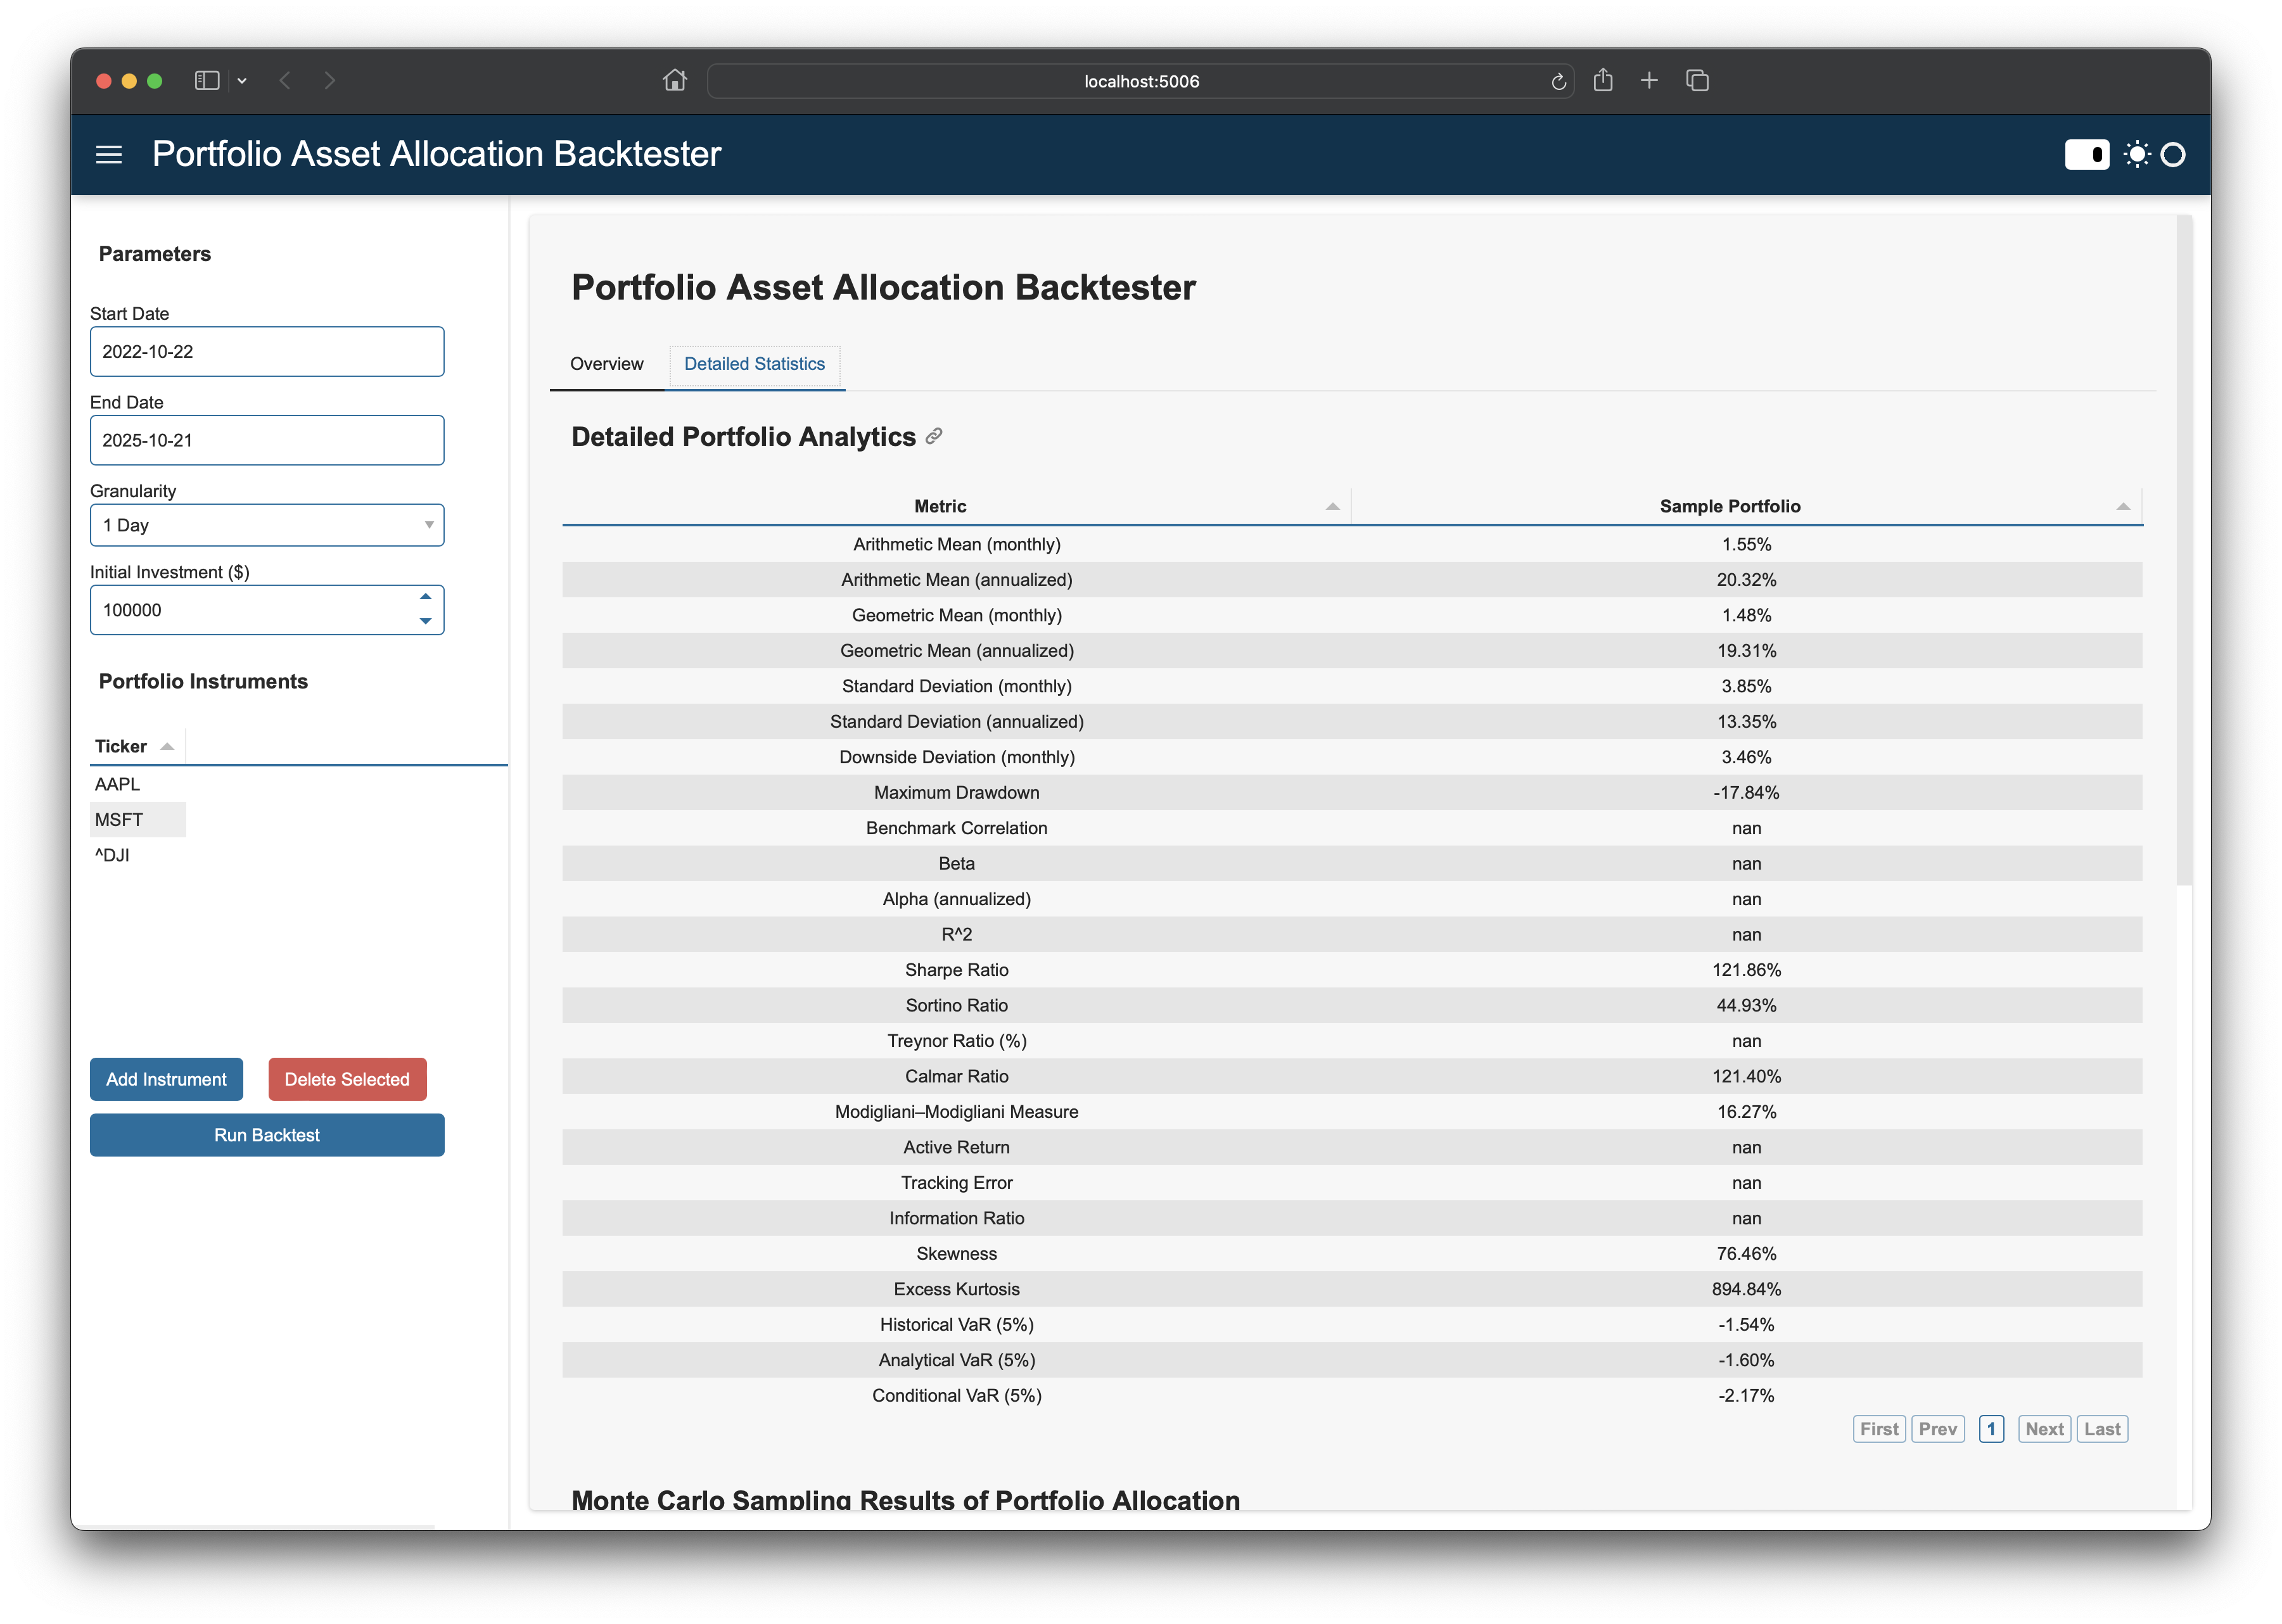 localhost:5006
Portfolio Asset Allocation Backtester
Parameters
Start Date
2022-10-22
End Date
2025-10-21
Granularity
1 Day
Initial Investment ($)
100000
Portfolio Instruments
Ticker
AAPL
MSFT
^DJI
Add Instrument Delete Selected
Run Backtest
Portfolio Asset Allocation Backtester
Overview Detailed Statistics
Detailed Portfolio Analytics
Metric Sample Portfolio
Arithmetic Mean (monthly) 1.55%
Arithmetic Mean (annualized) 20.32%
Geometric Mean (monthly) 1.48%
Geometric Mean (annualized) 19.31%
Standard Deviation (monthly) 3.85%
Standard Deviation (annualized) 13.35%
Downside Deviation (monthly) 3.46%
Maximum Drawdown -17.84%
Benchmark Correlation nan
Beta nan
Alpha (annualized) nan
R^2 nan
Sharpe Ratio 121.86%
Sortino Ratio 44.93%
Treynor Ratio (%) nan
Calmar Ratio 121.40%
Modigliani–Modigliani Measure 16.27%
Active Return nan
Tracking Error nan
Information Ratio nan
Skewness 76.46%
Excess Kurtosis 894.84%
Historical VaR (5%) -1.54%
Analytical VaR (5%) -1.60%
Conditional VaR (5%) -2.17%
First Prev 1 Next Last
Monte Carlo Sampling Results of Portfolio Allocation